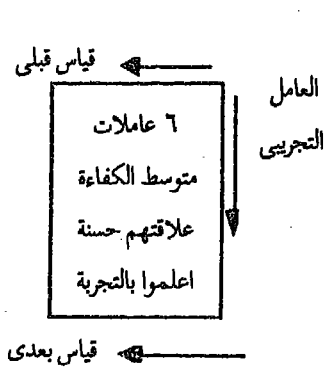 قياس قبلى
العامل
التجريبى
٦ عاملات
متوسط الكفاءة
علاقتهم حسنة
اعلموا بالتجربة
قياس بعدى